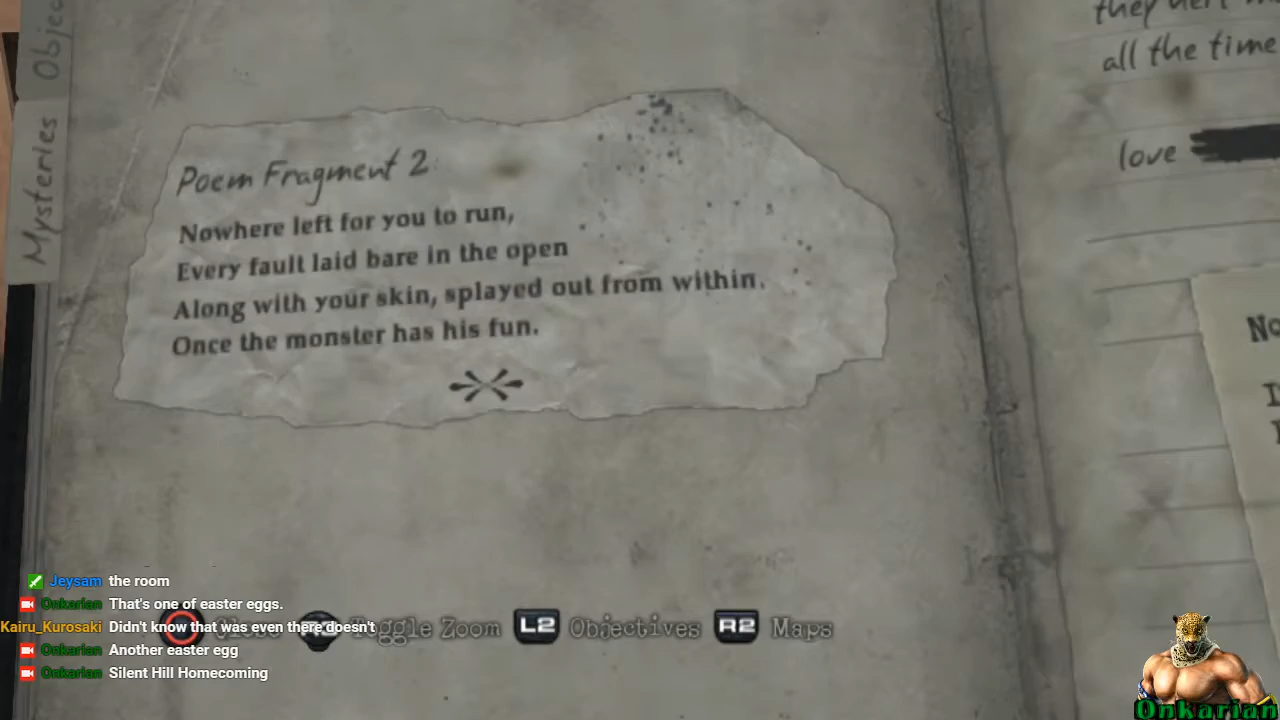 Objec
Mysteries
Poem Fragment 2
Nowhere left for you to run,
Every fault laid bare in the open
Along with your skin, splayed out from within.
Once the monster has his fun.
all the time
love
No
Jeysam the room
Onkarian That's one of easter eggs.
Kairu_Kurosaki Didn't know that was even there doesn't
Onkarian Another easter egg
Onkarian Silent Hill Homecoming
Toggle Zoom
L2 Objectives
R2 Maps
Onkarian